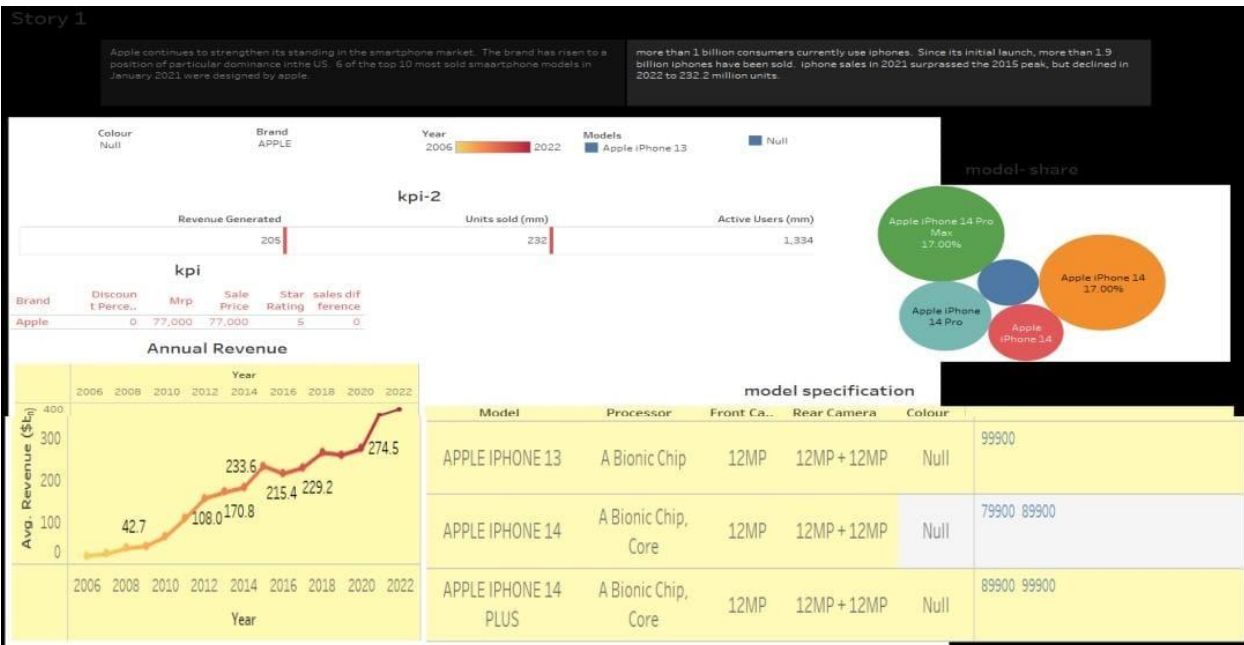 Story 1
Apple continues to strengthen its standing in the smartphone market. The brand has risen to a
position of particular dominance inthe US. 6 of the top 10 most sold smaartphone models in
January 2021 were designed by apple.
more than 1 billion consumers currently use iphones. Since its initial launch, more than 1.9
billion iphones have been sold. iphone sales in 2021 surprassed the 2015 peak, but declined in
2022 to 232.2 million units.
Colour
Null
Brand
APPLE
Year
2006 2022
Models
Apple iPhone 13
Null
kpi-2
Revenue Generated Units sold (mm) Active Users (mm)
205 232 1,334
kpi
Brand Discoun t Perce.. Mrp Sale Price Star Rating sales dif ference
Apple 0 77,000 77,000 5 0
model- share
Apple iPhone 14 Pro
Max
17.00%
Apple iPhone 14
17.00%
Apple iPhone
14 Pro
Apple
iPhone 14
Annual Revenue
Year
2006 2008 2010 2012 2014 2016 2018 2020 2022
Avg. Revenue ($bn)
400
300
200
100
0
42.7
108.0
170.8
233.6
215.4
229.2
274.5
2006 2008 2010 2012 2014 2016 2018 2020 2022
Year
model specification
Model Processor Front Ca.. Rear Camera Colour
APPLE IPHONE 13 A Bionic Chip 12MP 12MP + 12MP Null 99900
APPLE IPHONE 14 A Bionic Chip, Core 12MP 12MP + 12MP Null 79900 89900
APPLE IPHONE 14 PLUS A Bionic Chip, Core 12MP 12MP + 12MP Null 89900 99900